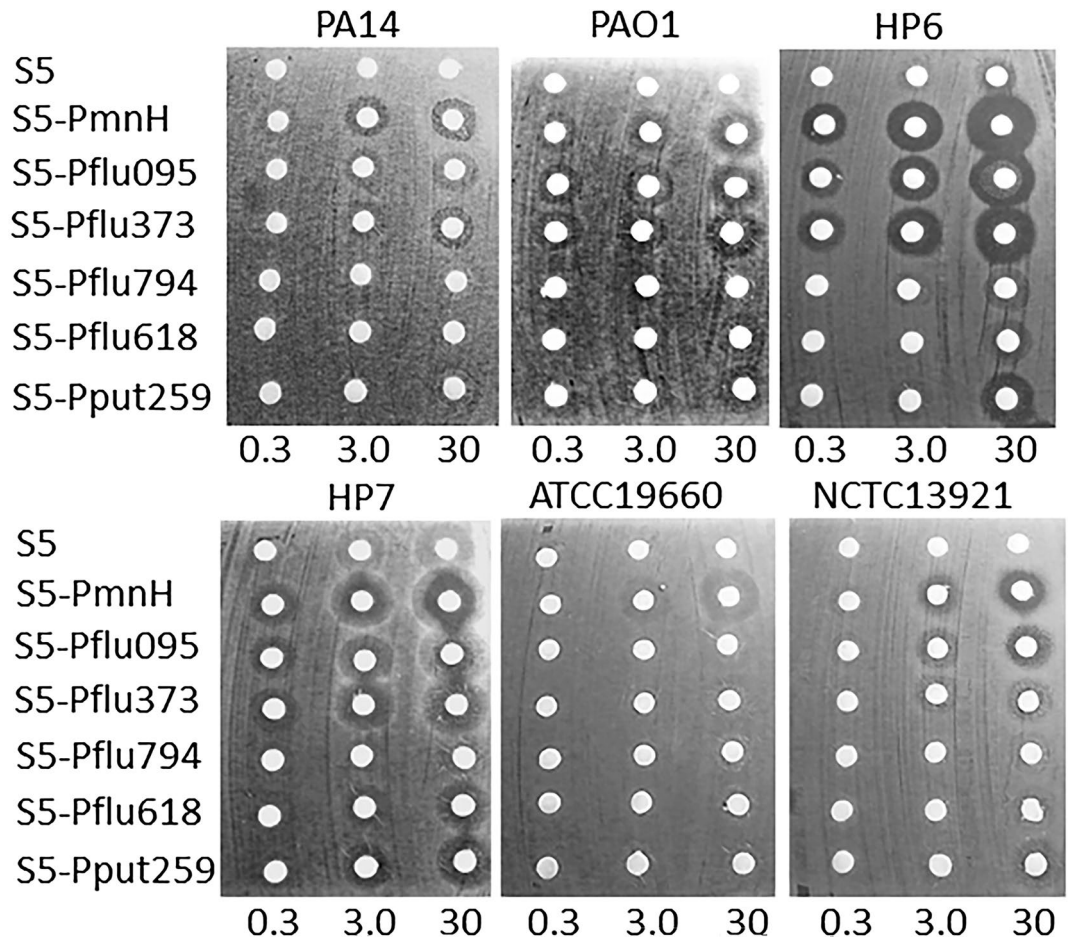 PA14 PAO1 HP6
S5
S5-PmnH
S5-Pflu095
S5-Pflu373
S5-Pflu794
S5-Pflu618
S5-Pput259
0.3 3.0 30 0.3 3.0 30 0.3 3.0 30
HP7 ATCC19660 NCTC13921
S5
S5-PmnH
S5-Pflu095
S5-Pflu373
S5-Pflu794
S5-Pflu618
S5-Pput259
0.3 3.0 30 0.3 3.0 30 0.3 3.0 30